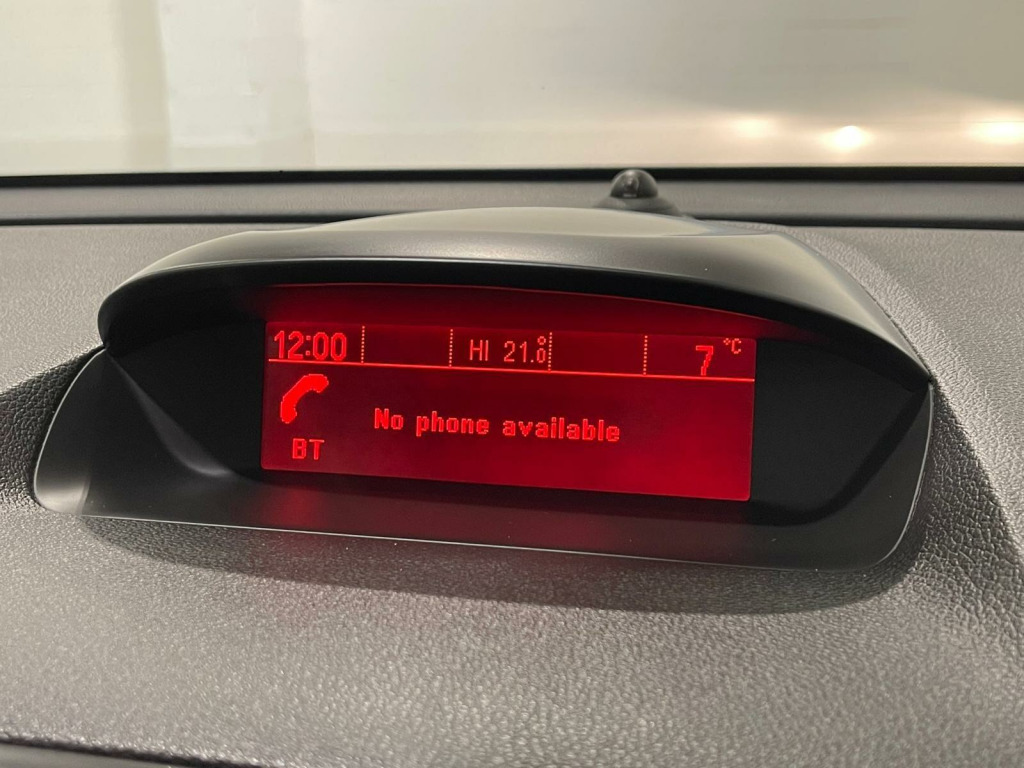 12:00 HI 21.0° 7 °C
No phone available
BT